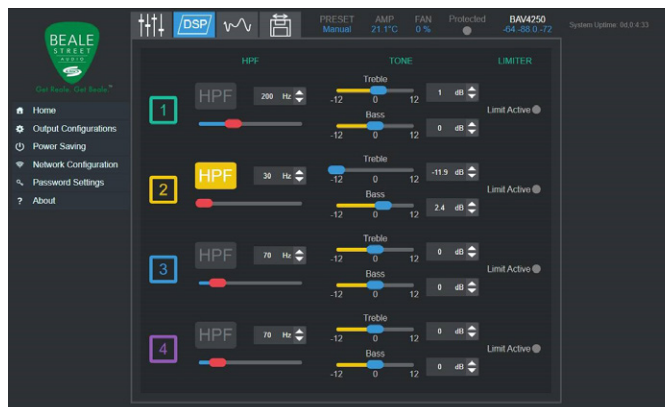 BEALE
STREET
AUDIO
Get Beale. Get Beale.™
DSP
PRESET AMP FAN Protected BAV4250
Manual 21.1°C 0 % -64.-86.0 -72
System Uptime 0d,0:4:33
Home
Output Configurations
Power Saving
Network Configuration
Password Settings
About
HPF TONE LIMITER
1 HPF 200 Hz
Treble
-12 0 12
1 dB
Bass
-12 0 12
0 dB
Limit Active
2 HPF 30 Hz
Treble
-12 0 12
-11.9 dB
Bass
-12 0 12
2.4 dB
Limit Active
3 HPF 70 Hz
Treble
-12 0 12
0 dB
Bass
-12 0 12
0 dB
Limit Active
4 HPF 70 Hz
Treble
-12 0 12
0 dB
Bass
-12 0 12
0 dB
Limit Active